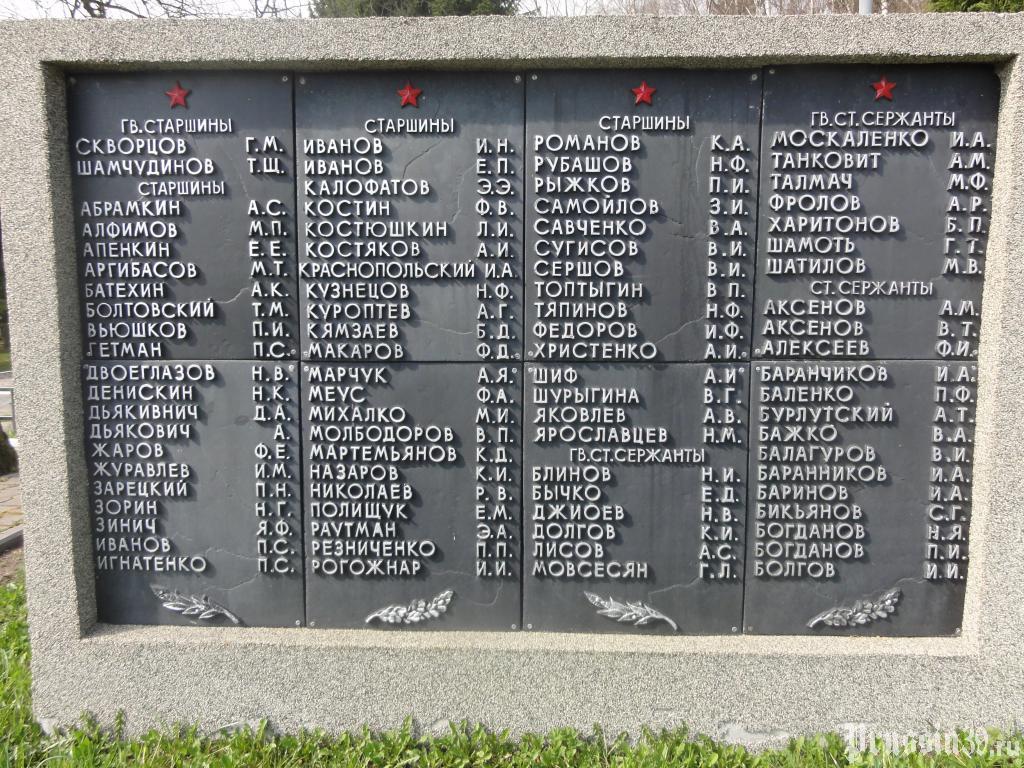 ГВ. СТАРШИНЫ
СКВОРЦОВ Г.М.
ШАМЧУДИНОВ Т.Щ.
СТАРШИНЫ
АБРАМКИН А.С.
АЛФИМОВ М.П.
АПЕНКИН Е.Е.
АРГИБАСОВ М.Т.
БАТЕХИН А.К.
БОЛТОВСКИЙ Т.М.
ВЬЮШКОВ П.И.
ГЕТМАН П.С.
ДВОЕГЛАЗОВ Н.В.
ДЕНИСКИН Н.К.
ДЬЯКИВНИЧ Д.А.
ДЬЯКОВИЧ А.
ЖАРОВ Ф.Е.
ЖУРАВЛЕВ И.М.
ЗАРЕЦКИЙ П.Н.
ЗОРИН Н.Г.
ЗИНИЧ Я.Ф.
ИВАНОВ П.С.
ИГНАТЕНКО П.С.
СТАРШИНЫ
ИВАНОВ И.Н.
ИВАНОВ Е.П.
КАЛОФАТОВ Э.Э.
КОСТИН Ф.В.
КОСТЮШКИН Л.И.
КОСТЯКОВ А.И.
КРАСНОПОЛЬСКИЙ И.А.
КУЗНЕЦОВ Н.Ф.
КУРОПТЕВ А.Г.
КЯМЗАЕВ Б.Д.
МАКАРОВ Ф.Д.
МАРЧУК А.Я.
МЕУС Ф.А.
МИХАЛКО М.И.
МОЛБОДОРОВ В.П.
МАРТЕМЬЯНОВ К.Д.
НАЗАРОВ К.И.
НИКОЛАЕВ Р.В.
ПОЛИЩУК Е.М.
РАУТМАН Э.А.
РЕЗНИЧЕНКО П.П.
РОГОЖНАР И.И.
СТАРШИНЫ
РОМАНОВ К.А.
РУБАШОВ Н.Ф.
РЫЖКОВ П.И.
САМОЙЛОВ З.И.
САВЧЕНКО В.А.
СУГИСОВ В.И.
СЕРШОВ В.И.
ТОПТЫГИН В.П.
ТЯПИНОВ Н.Ф.
ФЕДОРОВ И.Ф.
ХРИСТЕНКО А.И.
ШИФ А.И.
ШУРЫГИНА В.Г.
ЯКОВЛЕВ А.В.
ЯРОСЛАВЦЕВ Н.М.
ГВ.СТ.СЕРЖАНТЫ
БЛИНОВ Н.И.
БЫЧКО Е.Д.
ДЖИОЕВ Н.В.
ДОЛГОВ К.И.
ЛИСОВ А.С.
МОВСЕСЯН Г.Л.
ГВ.СТ.СЕРЖАНТЫ
МОСКАЛЕНКО И.А.
ТАНКОВИТ А.М.
ТАЛМАЧ М.Ф.
ФРОЛОВ А.Р.
ХАРИТОНОВ Б.П.
ШАМОТЬ Г.Т.
ШАТИЛОВ М.В.
СТ.СЕРЖАНТЫ
АКСЕНОВ А.М.
АКСЕНОВ В.Т.
АЛЕКСЕЕВ Ф.И.
БАРАНЧИКОВ И.А.
БАЛЕНКО П.Ф.
БУРЛУТСКИЙ А.Т.
БАЖКО В.А.
БАЛАГУРОВ В.И.
БАРАННИКОВ И.А.
БАРИНОВ И.А.
БИКЬЯНОВ С.Г.
БОГДАНОВ Н.Я.
БОГДАНОВ П.И.
БОЛГОВ И.И.
Prussia39.ru